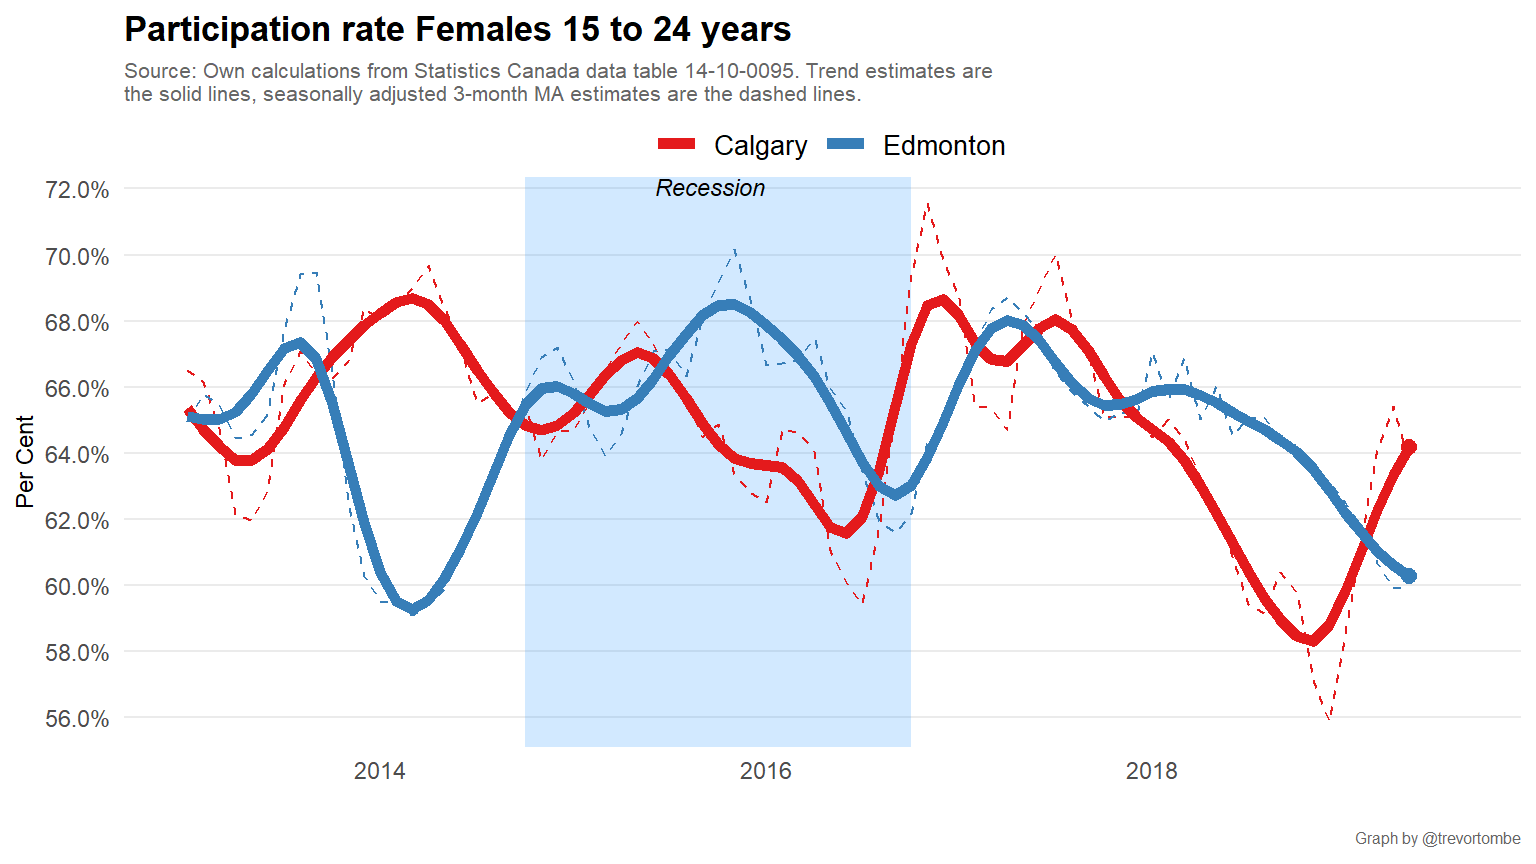 Participation rate Females 15 to 24 years
Source: Own calculations from Statistics Canada data table 14-10-0095. Trend estimates are
the solid lines, seasonally adjusted 3-month MA estimates are the dashed lines.
Calgary Edmonton
Recession
72.0%
70.0%
68.0%
66.0%
64.0%
62.0%
60.0%
58.0%
56.0%
Per Cent
2014 2016 2018
Graph by @trevortombe